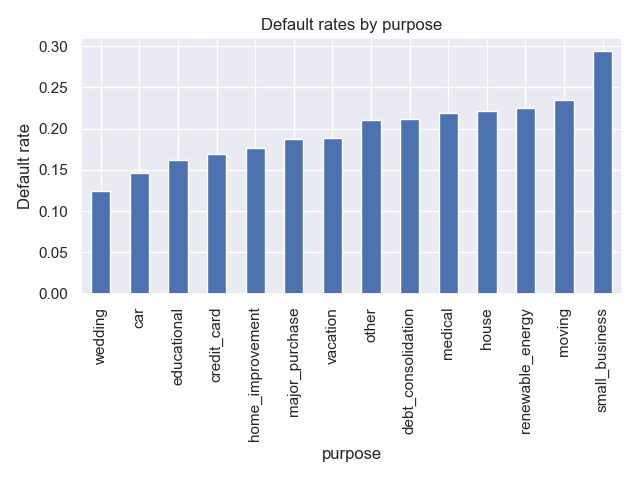 Default rates by purpose
Default rate
0.30
0.25
0.20
0.15
0.10
0.05
0.00
wedding
car
educational
credit_card
home_improvement
major_purchase
vacation
other
debt_consolidation
medical
house
renewable_energy
moving
small_business
purpose